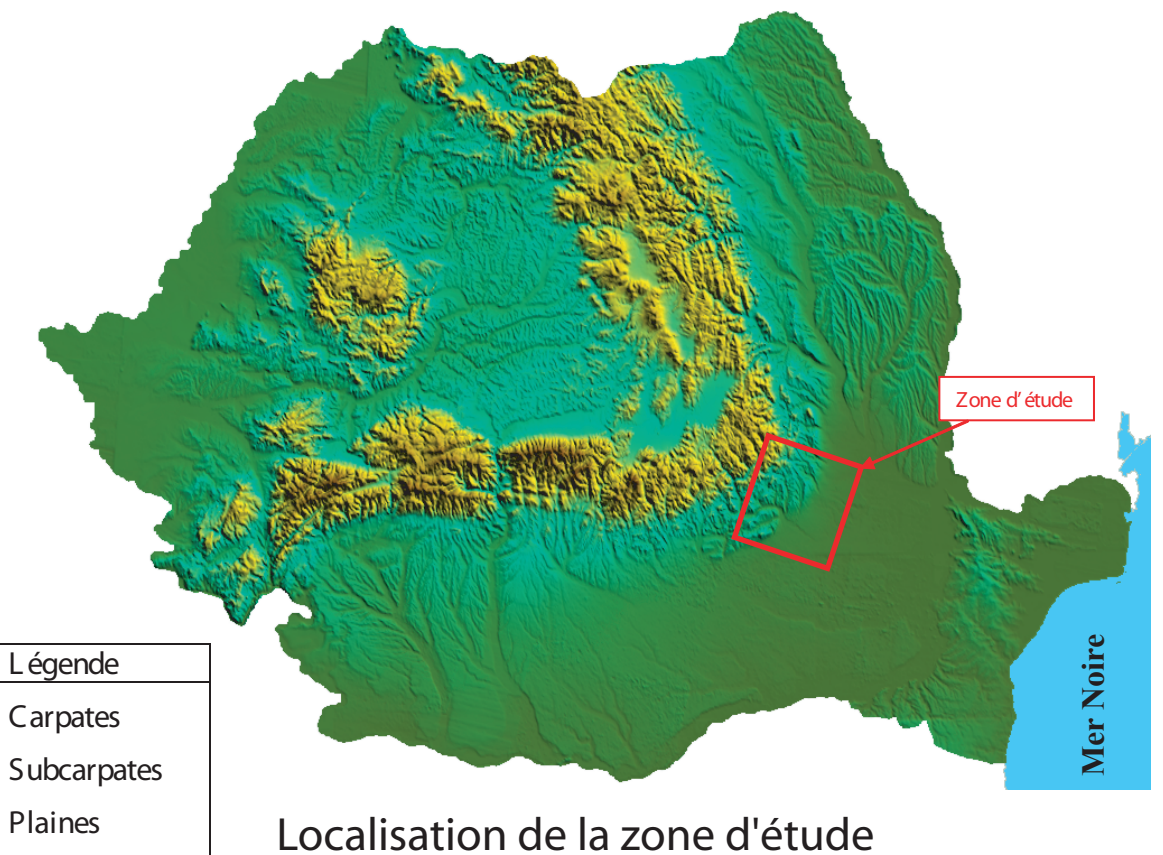 Zone d'étude
Mer Noire
Légende
Carpates
Subcarpates
Plaines
Localisation de la zone d'étude